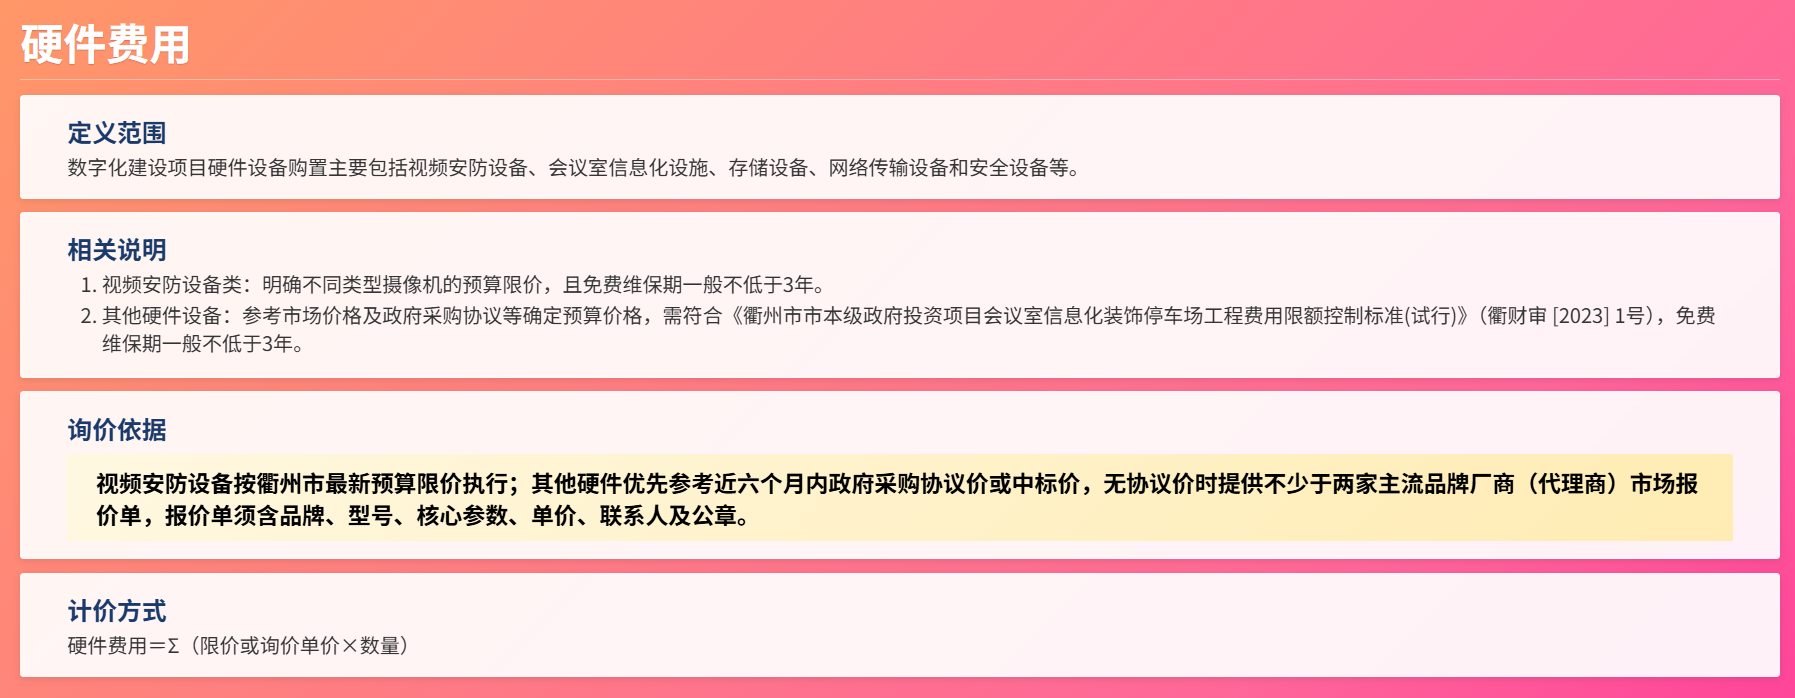 硬件费用
定义范围
数字化建设项目硬件设备购置主要包括视频安防设备、会议室信息化设施、存储设备、网络传输设备和安全设备等。
相关说明
1. 视频安防设备类：明确不同类型摄像机的预算限价，且免费维保期一般不低于3年。
2. 其他硬件设备：参考市场价格及政府采购协议等确定预算价格，需符合《衢州市市本级政府投资项目会议室信息化装饰停车场工程费用限额控制标准(试行)》（衢财审 [2023] 1号），免费
维保期一般不低于3年。
询价依据
视频安防设备按衢州市最新预算限价执行；其他硬件优先参考近六个月内政府采购协议价或中标价，无协议价时提供不少于两家主流品牌厂商（代理商）市场报
价单，报价单须含品牌、型号、核心参数、单价、联系人及公章。
计价方式
硬件费用＝Σ（限价或询价单价×数量）